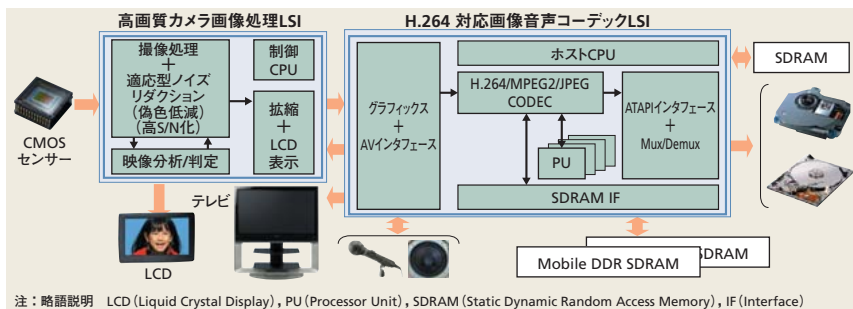 高画質カメラ画像処理LSI
H.264 対応画像音声コーデックLSI
撮像処理
＋
適応型ノイズ
リダクション
(偽色低減)
(高S/N化)
制御
CPU
拡縮
＋
LCD
表示
映像分析/判定
CMOS
センサー
LCD
テレビ
グラフィックス
＋
AVインタフェース
ホストCPU
H.264/MPEG2/JPEG
CODEC
PU
ATAPIインタフェース
＋
Mux/Demux
SDRAM IF
SDRAM
Mobile DDR SDRAM
SDRAM
注：略語説明　LCD（Liquid Crystal Display），PU（Processor Unit），SDRAM（Static Dynamic Random Access Memory），IF（Interface）